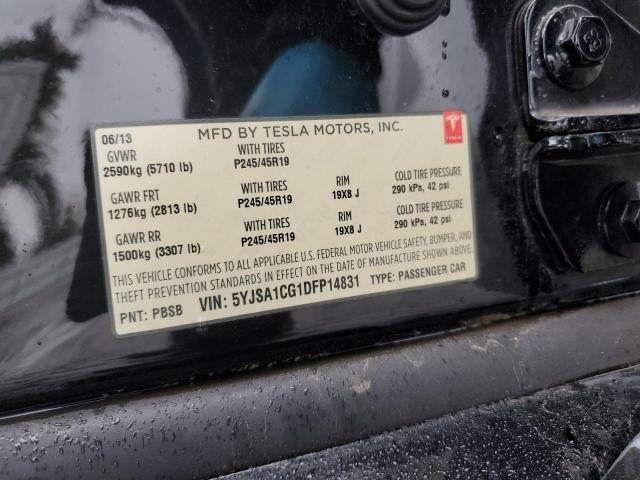 06/13 MFD BY TESLA MOTORS, INC.
GVWR WITH TIRES
2590kg (5710 lb) P245/45R19
GAWR FRT WITH TIRES RIM COLD TIRE PRESSURE
1276kg (2813 lb) P245/45R19 19X8 J 290 kPa, 42 psi
GAWR RR WITH TIRES RIM COLD TIRE PRESSURE
1500kg (3307 lb) P245/45R19 19X8 J 290 kPa, 42 psi
THIS VEHICLE CONFORMS TO ALL APPLICABLE U.S. FEDERAL MOTOR VEHICLE SAFETY, BUMPER, AND
THEFT PREVENTION STANDARDS IN EFFECT ON THE DATE OF MANUFACTURE SHOWN ABOVE.
PNT: PBSB VIN: 5YJSA1CG1DFP14831 TYPE: PASSENGER CAR
TESLA